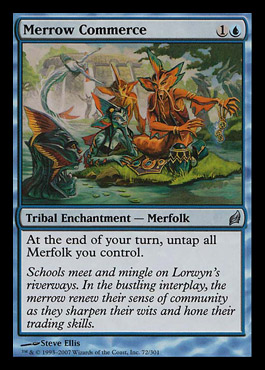 Merrow Commerce 1
Tribal Enchantment — Merfolk
At the end of your turn, untap all
Merfolk you control.
Schools meet and mingle on Lorwyn's
riverways. In the bustling interplay, the
merrow renew their sense of community
as they sharpen their wits and hone their
trading skills.
Steve Ellis
™ & © 1993–2007 Wizards of the Coast, Inc. 72/301